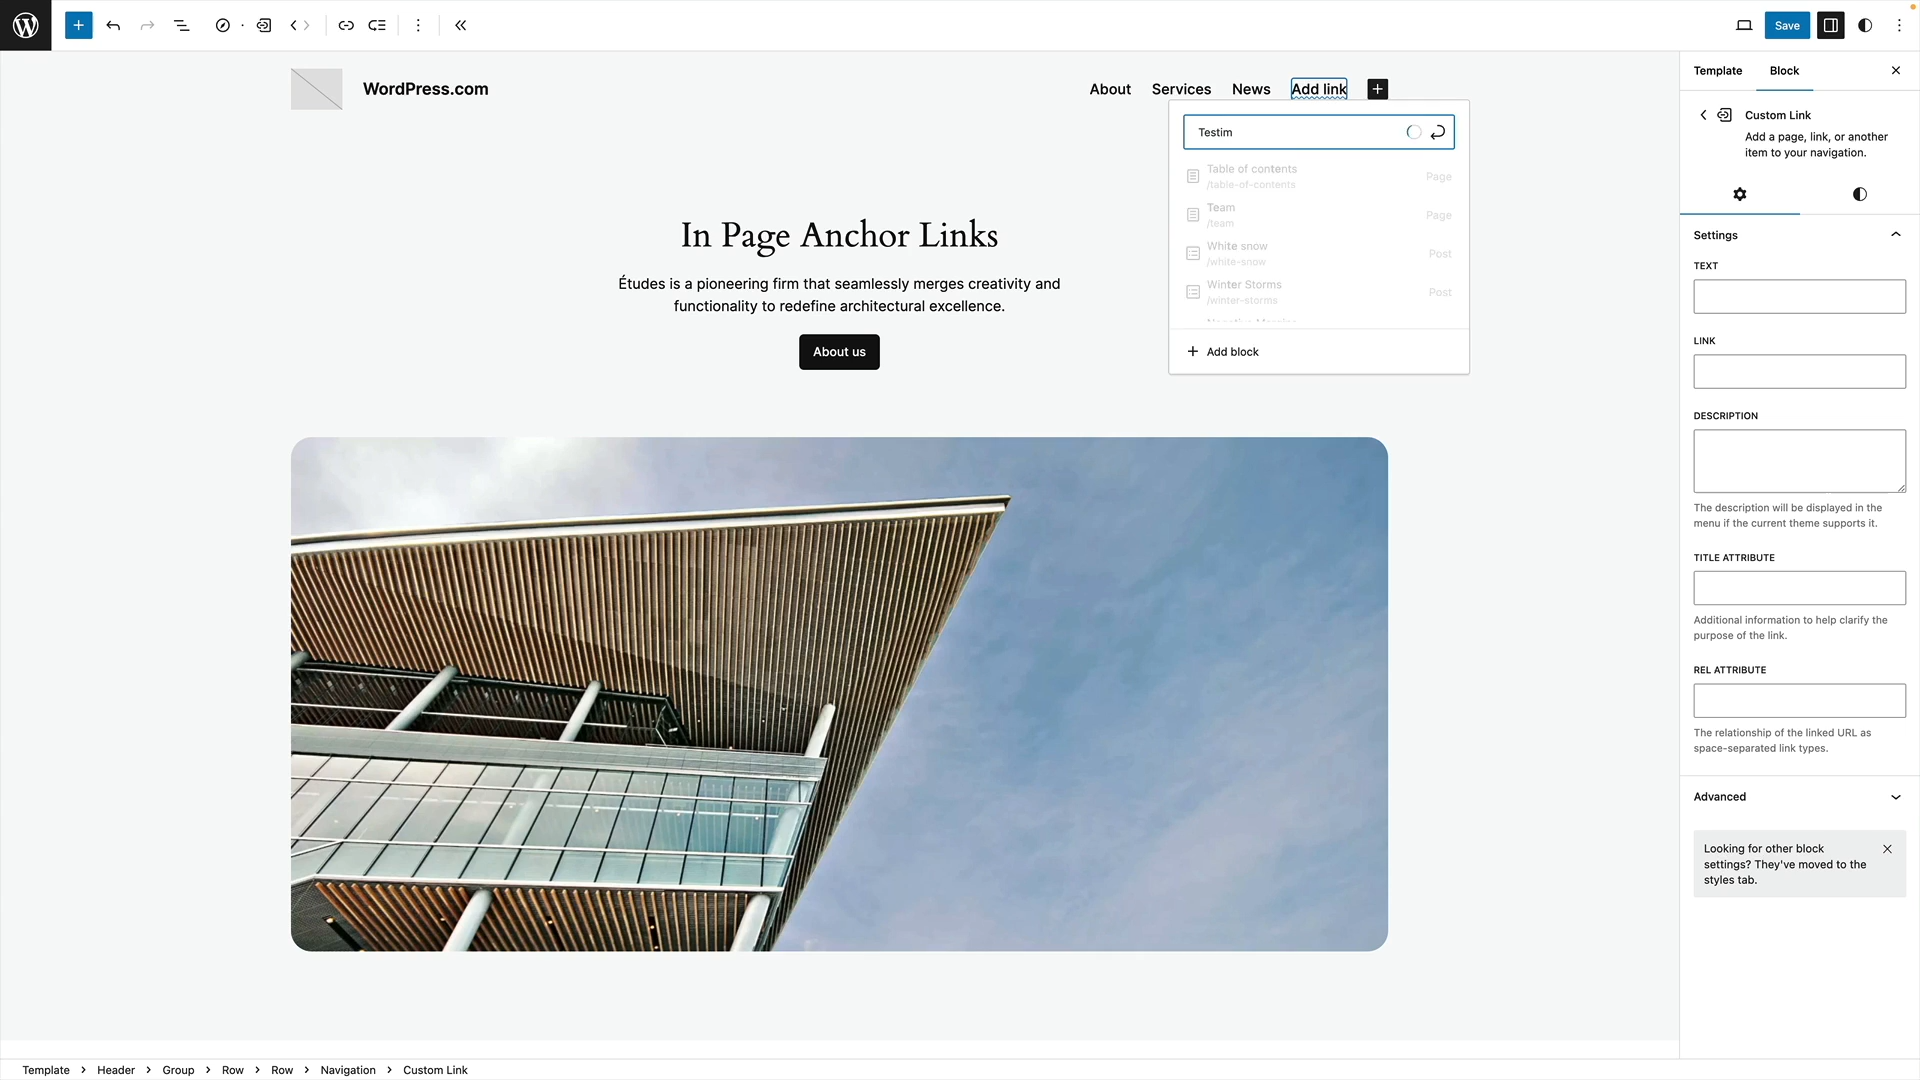 Save
WordPress.com
About
Services
News
Add link
Testim
Table of contents
/table-of-contents
Page
Team
/team
Page
White snow
/white-snow
Post
Winter Storms
/winter-storms
Post
Add block
In Page Anchor Links
Études is a pioneering firm that seamlessly merges creativity and
functionality to redefine architectural excellence.
About us
Template
Block
Custom Link
Add a page, link, or another
item to your navigation.
Settings
TEXT
LINK
DESCRIPTION
The description will be displayed in the
menu if the current theme supports it.
TITLE ATTRIBUTE
Additional information to help clarify the
purpose of the link.
REL ATTRIBUTE
The relationship of the linked URL as
space-separated link types.
Advanced
Looking for other block
settings? They've moved to the
styles tab.
Template > Header > Group > Row > Row > Navigation > Custom Link